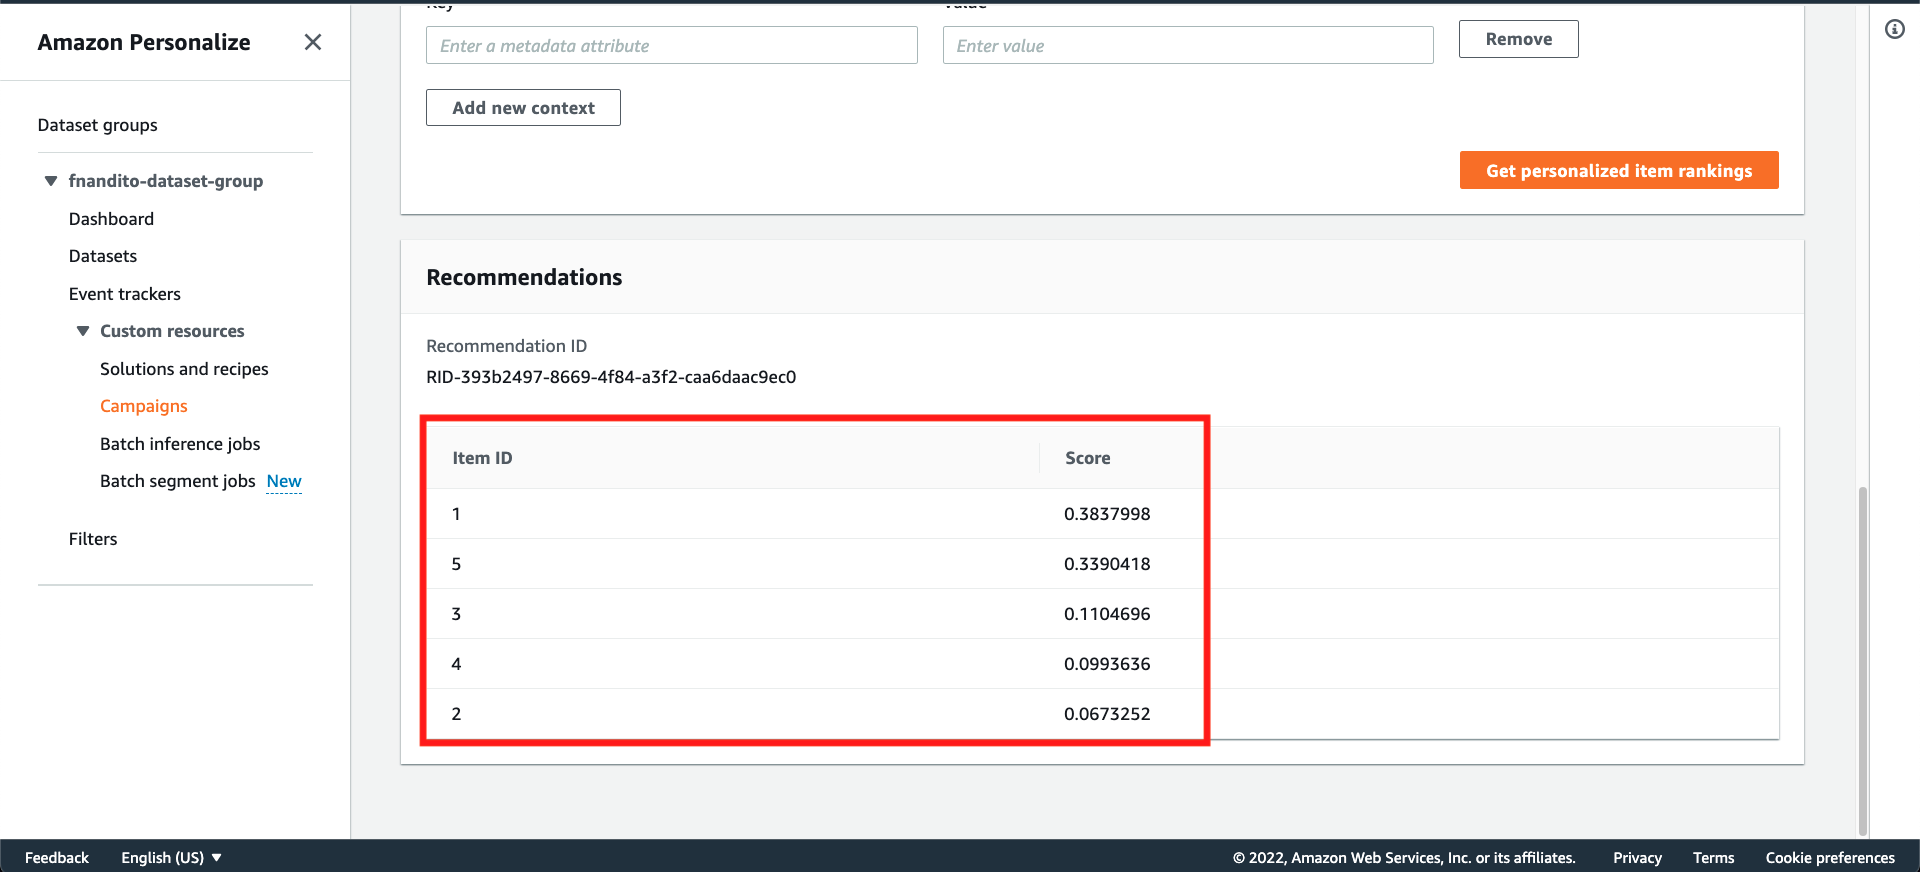 Amazon Personalize
Dataset groups
fnandito-dataset-group
Dashboard
Datasets
Event trackers
Custom resources
Solutions and recipes
Campaigns
Batch inference jobs
Batch segment jobs New
Filters
Key Value
Enter a metadata attribute Enter value Remove
Add new context
Get personalized item rankings
Recommendations
Recommendation ID
RID-393b2497-8669-4f84-a3f2-caa6daac9ec0
Item ID Score
1 0.3837998
5 0.3390418
3 0.1104696
4 0.0993636
2 0.0673252
Feedback English (US) © 2022, Amazon Web Services, Inc. or its affiliates. Privacy Terms Cookie preferences